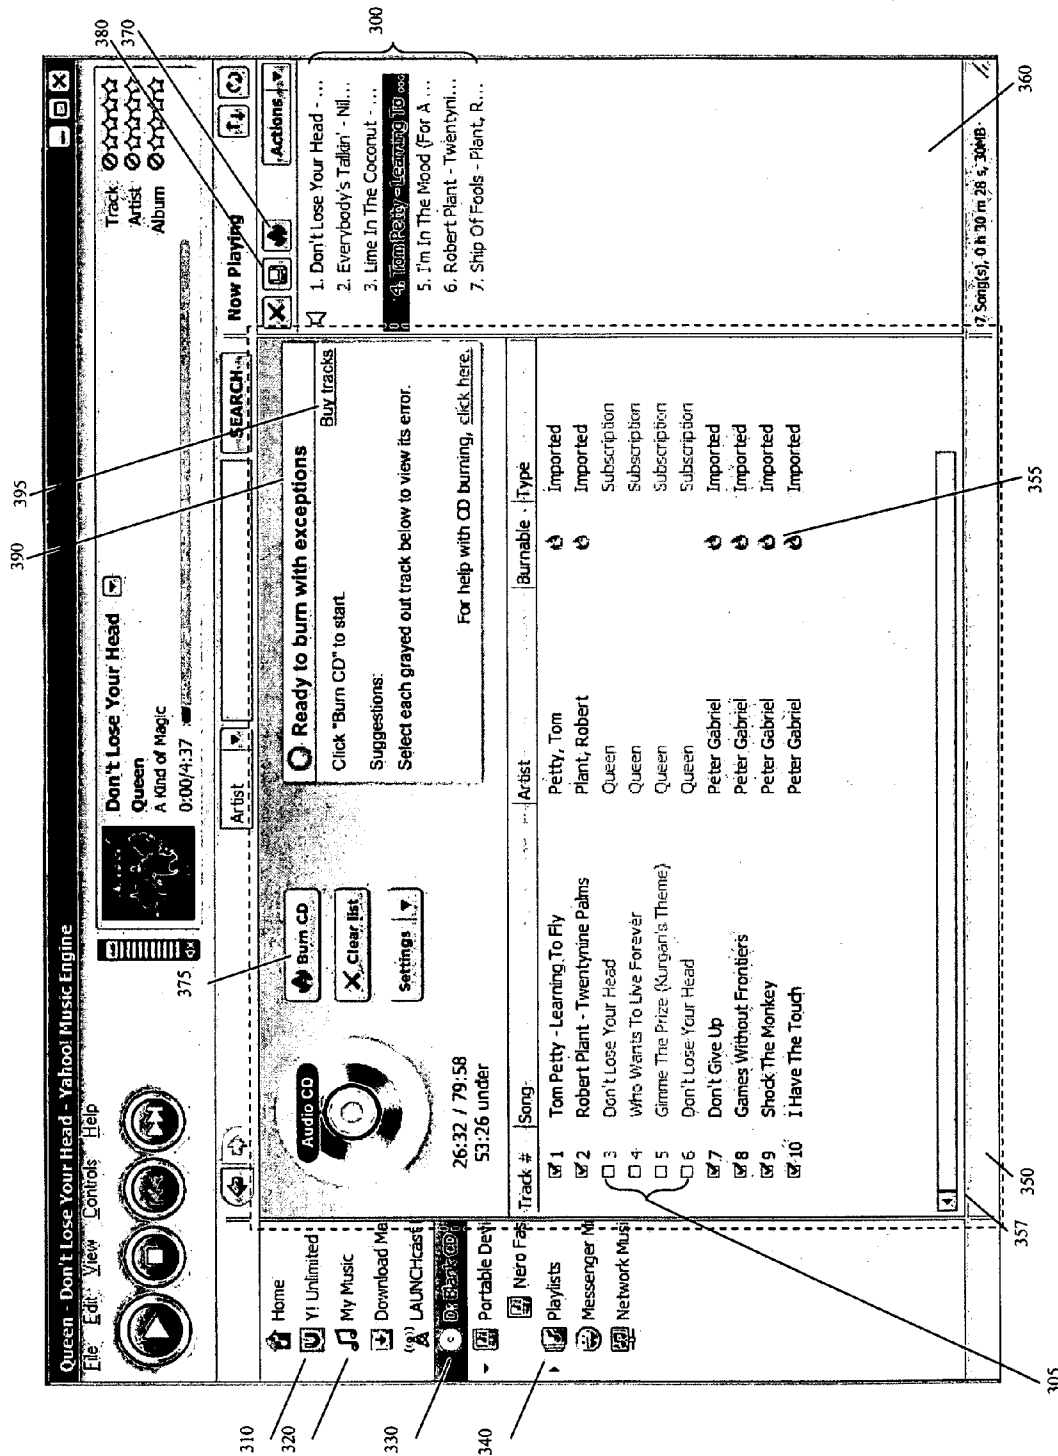 Queen - Don't Lose Your Head - Yahoo! Music Engine
File Edit View Controls Help
Don't Lose Your Head
Queen
A Kind of Magic
0:00/4:37
Track
Artist
Album
Artist
SEARCH
Now Playing
Home
Y! Unlimited
My Music
Download Ma
LAUNCHcast
D: Blank CD
Portable Devi
Nero Fas
Playlists
Messenger M
Network Musi
Audio CD
26:32 / 79:58
53:26 under
Burn CD
Clear list
Settings
Ready to burn with exceptions
Click "Burn CD" to start.
Buy tracks
Suggestions:
Select each grayed out track below to view its error.
For help with CD burning, click here.
Track # Song Artist Burnable Type
1 Tom Petty - Learning To Fly Petty, Tom Imported
2 Robert Plant - Twentynine Palms Plant, Robert Imported
3 Don't Lose Your Head Queen Subscription
4 Who Wants To Live Forever Queen Subscription
5 Gimme The Prize (Kurgan's Theme) Queen Subscription
6 Don't Lose Your Head Queen Subscription
7 Don't Give Up Peter Gabriel Imported
8 Games Without Frontiers Peter Gabriel Imported
9 Shock The Monkey Peter Gabriel Imported
10 I Have The Touch Peter Gabriel Imported
Actions
1. Don't Lose Your Head - ...
2. Everybody's Talkin' - Nil...
3. Lime In The Coconut - ...
4. Tom Petty - Learning To ...
5. I'm In The Mood (For A ...
6. Robert Plant - Twentyni...
7. Ship Of Fools - Plant, R...
7 Song(s), 0 h 30 m 28 s, 30MB
310
320
330
340
305
357
350
355
360
375
390
395
380
370
300